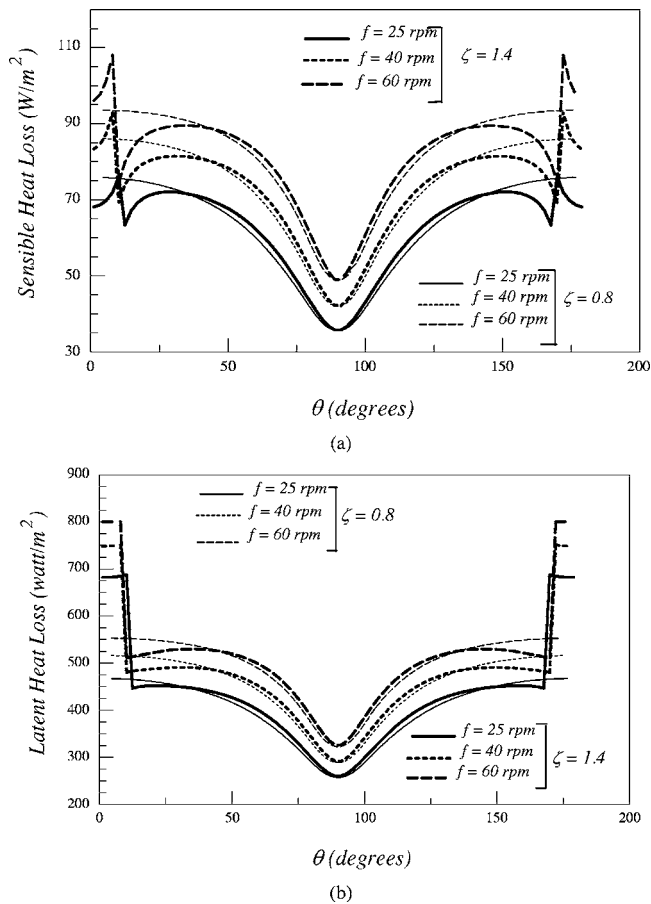 (a)
Sensible Heat Loss (W/m²)
110
90
70
50
30
f = 25 rpm
f = 40 rpm
f = 60 rpm
ζ = 1.4
f = 25 rpm
f = 40 rpm
f = 60 rpm
ζ = 0.8
0
50
100
150
200
θ (degrees)
(a)
Latent Heat Loss (watt/m²)
900
800
700
600
500
400
300
200
f = 25 rpm
f = 40 rpm
f = 60 rpm
ζ = 0.8
f = 25 rpm
f = 40 rpm
f = 60 rpm
ζ = 1.4
0
50
100
150
200
θ (degrees)
(b)